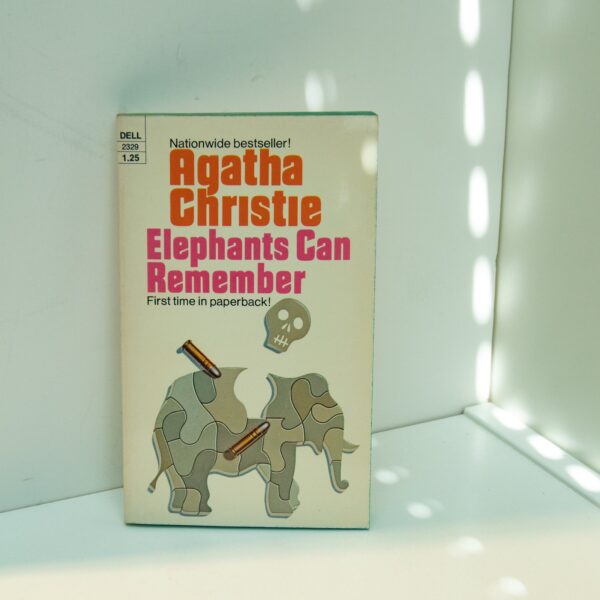 DELL
2329
1.25
Nationwide bestseller!
Agatha
Christie
Elephants Can
Remember
First time in paperback!